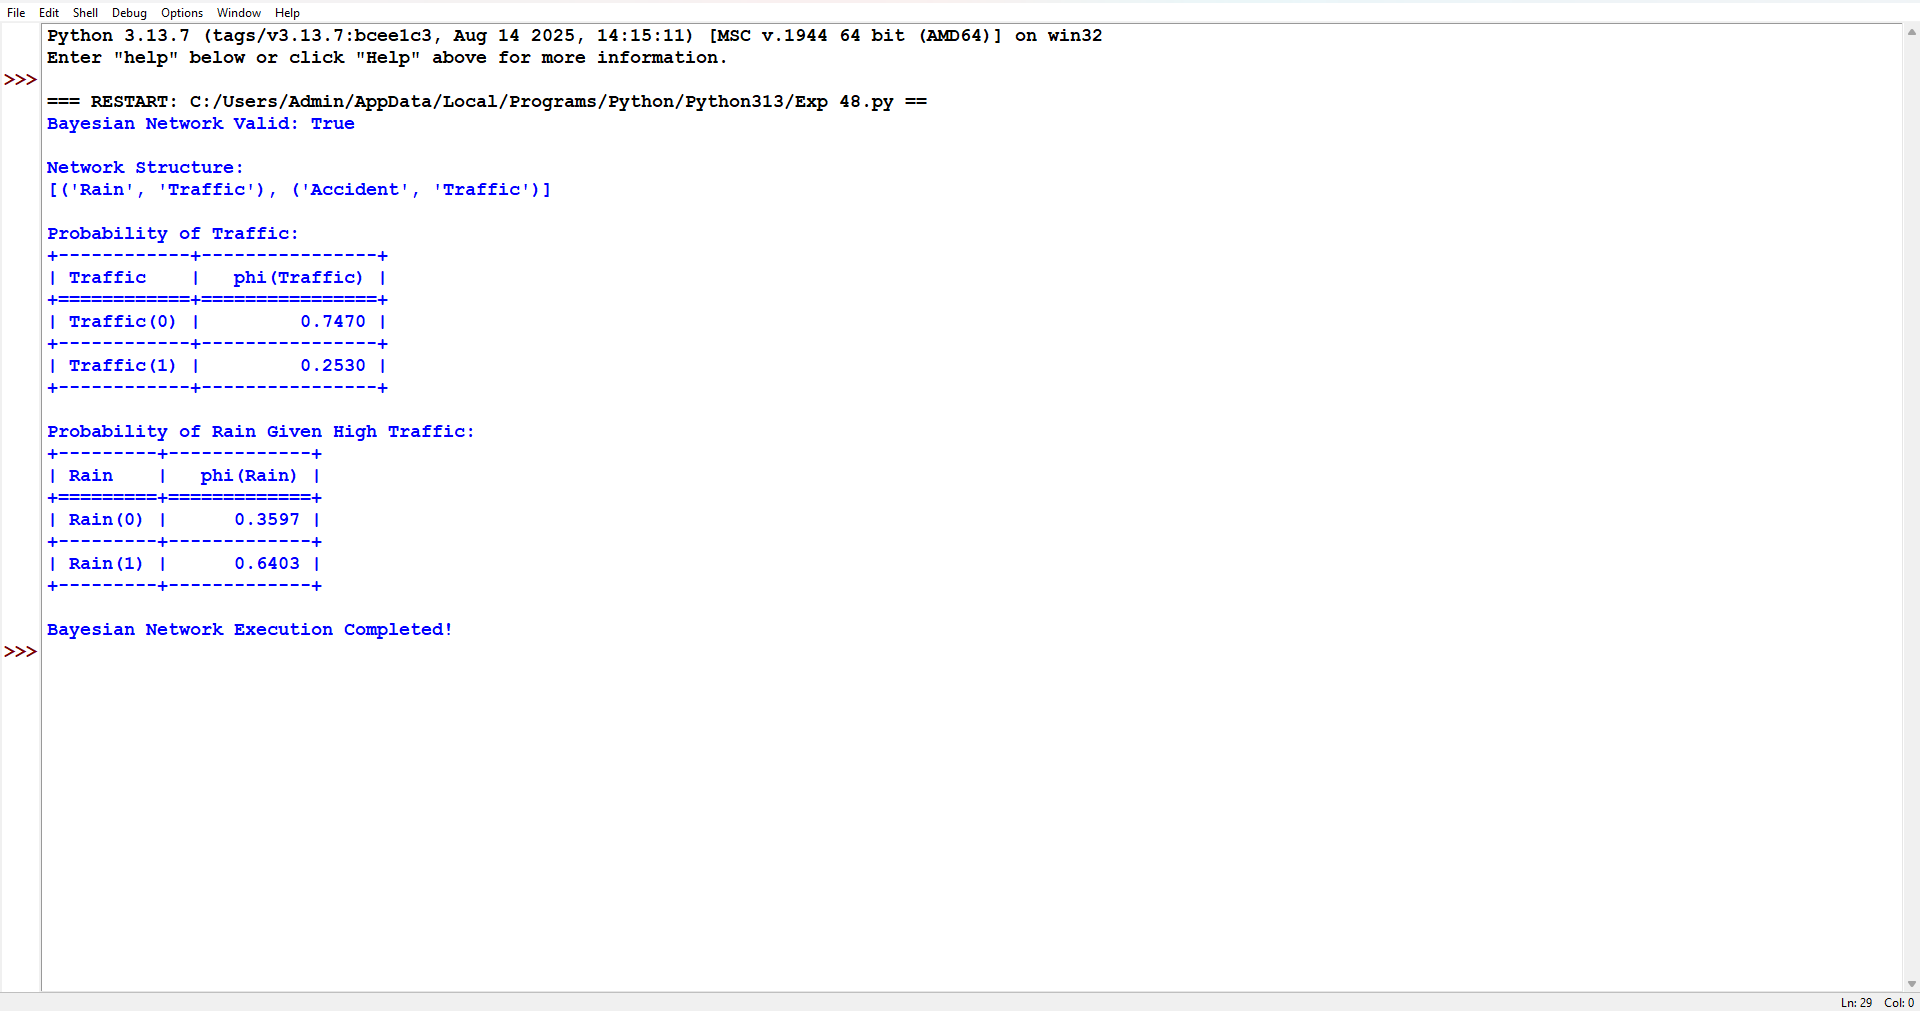 File Edit Shell Debug Options Window Help
Python 3.13.7 (tags/v3.13.7:bcee1c3, Aug 14 2025, 14:15:11) [MSC v.1944 64 bit (AMD64)] on win32
Enter "help" below or click "Help" above for more information.
>>>
=== RESTART: C:/Users/Admin/AppData/Local/Programs/Python/Python313/Exp 48.py ==
Bayesian Network Valid: True
Network Structure:
[('Rain', 'Traffic'), ('Accident', 'Traffic')]
Probability of Traffic:
+------------+----------------+
| Traffic    |   phi(Traffic) |
+============+================+
| Traffic(0) |         0.7470 |
+------------+----------------+
| Traffic(1) |         0.2530 |
+------------+----------------+
Probability of Rain Given High Traffic:
+---------+-------------+
| Rain    |   phi(Rain) |
+=========+=============+
| Rain(0) |      0.3597 |
+---------+-------------+
| Rain(1) |      0.6403 |
+---------+-------------+
Bayesian Network Execution Completed!
>>>
Ln: 29 Col: 0